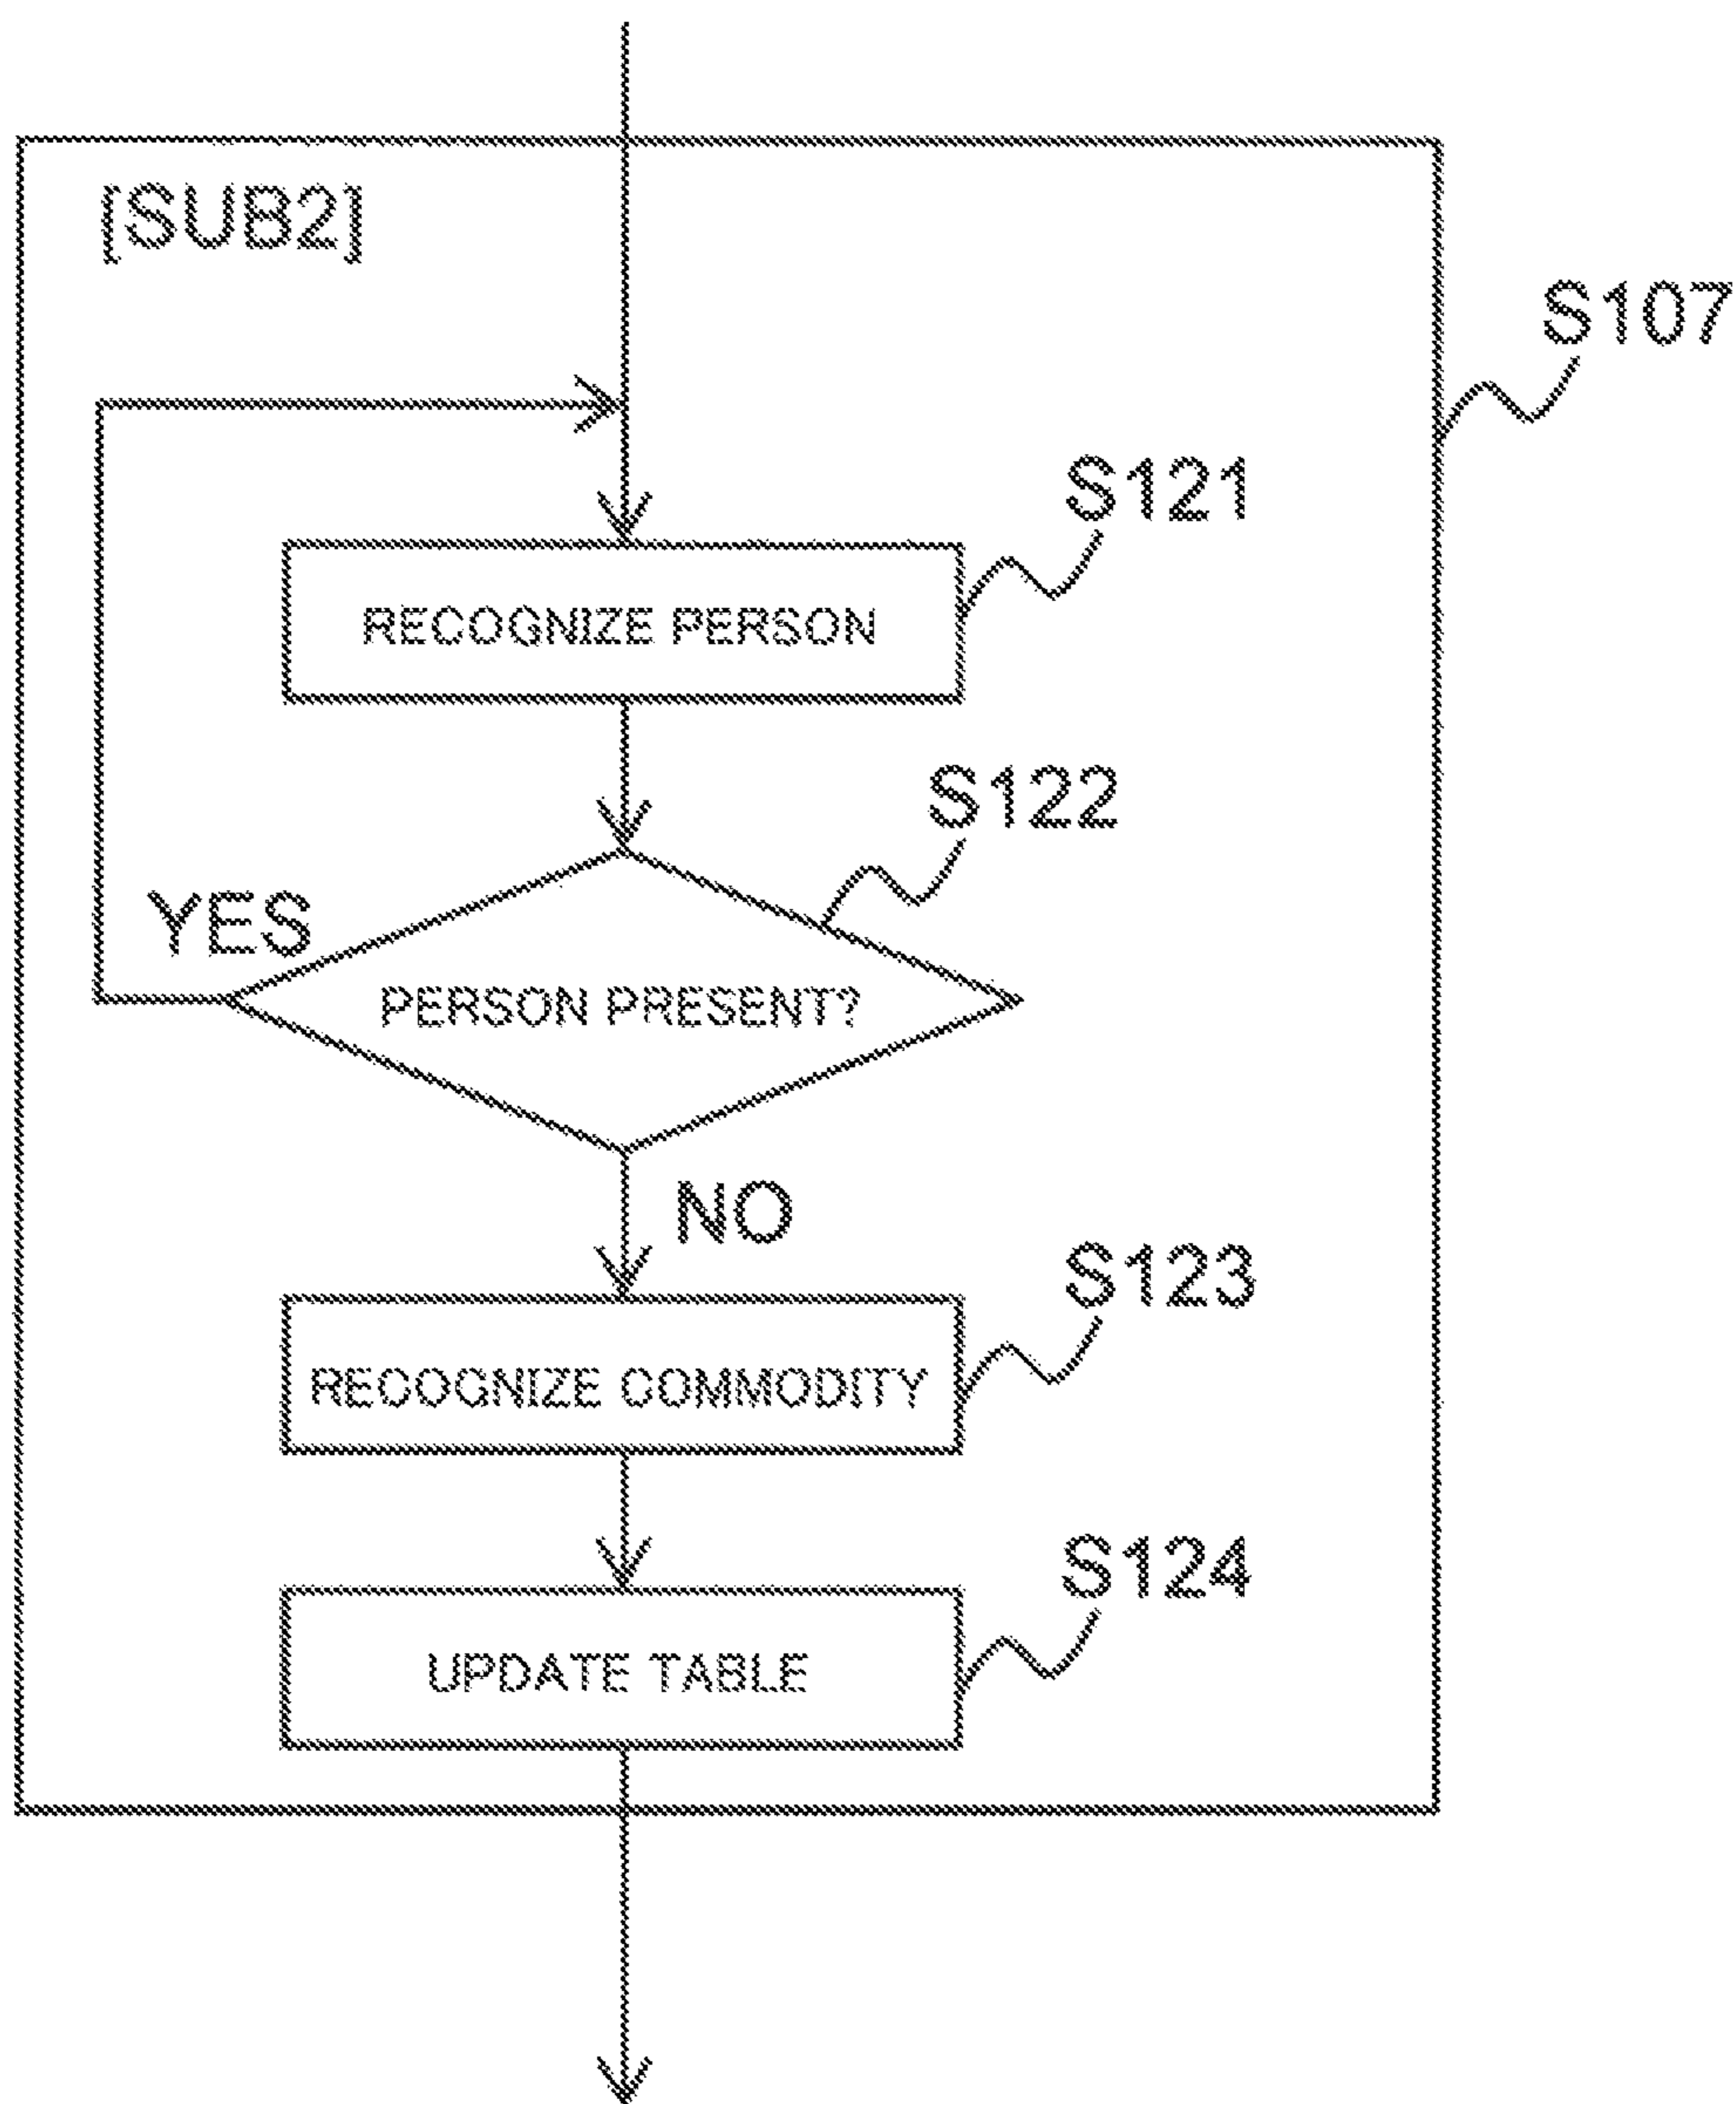 [SUB2]
S107
S121
RECOGNIZE PERSON
S122
YES
PERSON PRESENT?
NO
S123
RECOGNIZE COMMODITY
S124
UPDATE TABLE